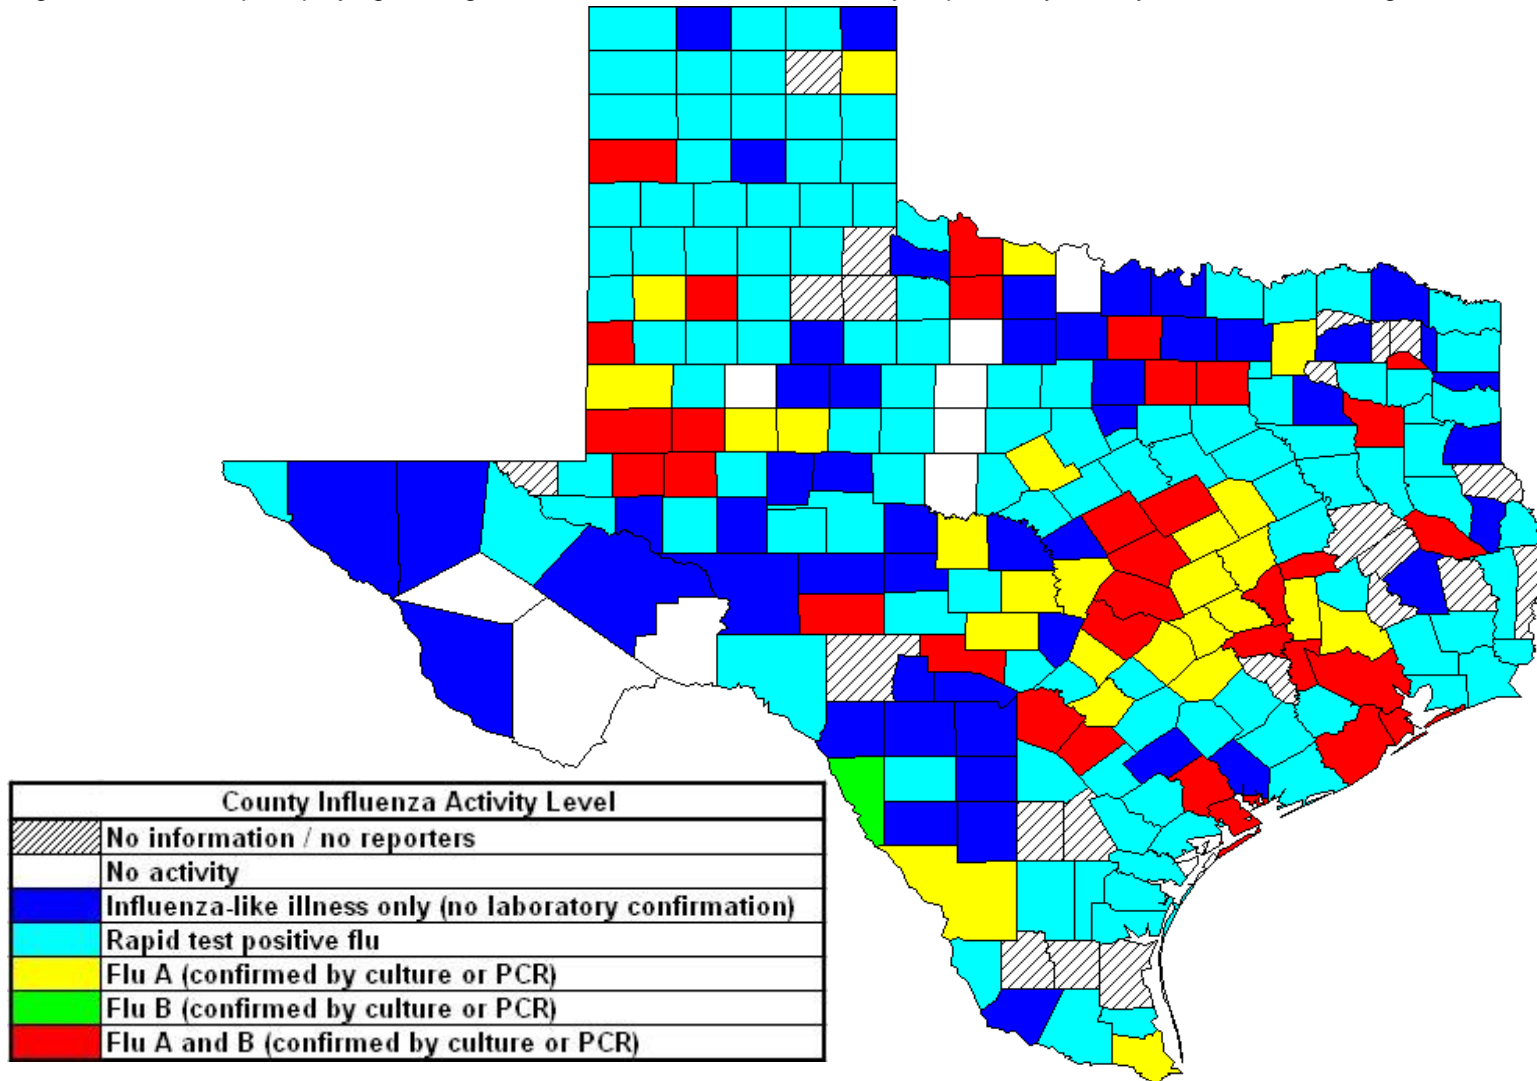 County Influenza Activity Level
No information / no reporters
No activity
Influenza-like illness only (no laboratory confirmation)
Rapid test positive flu
Flu A (confirmed by culture or PCR)
Flu B (confirmed by culture or PCR)
Flu A and B (confirmed by culture or PCR)